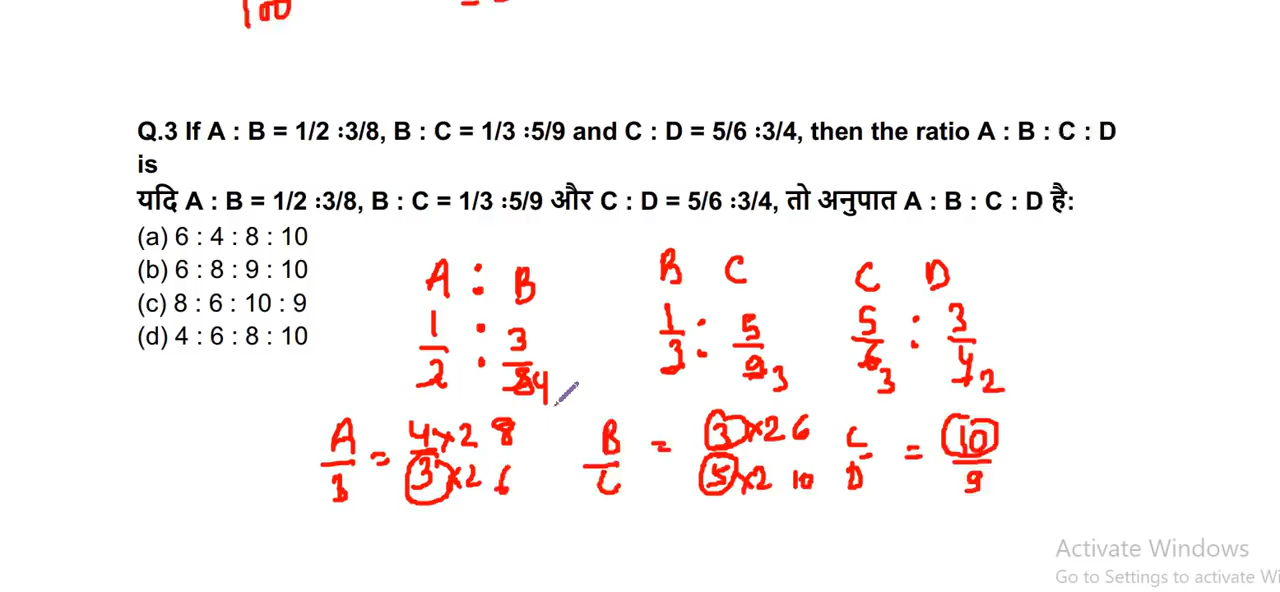 100
Q.3 If A : B = 1/2 :3/8, B : C = 1/3 :5/9 and C : D = 5/6 :3/4, then the ratio A : B : C : D
is
यदि A : B = 1/2 :3/8, B : C = 1/3 :5/9 और C : D = 5/6 :3/4, तो अनुपात A : B : C : D है:
(a) 6 : 4 : 8 : 10
(b) 6 : 8 : 9 : 10
(c) 8 : 6 : 10 : 9
(d) 4 : 6 : 8 : 10
A : B B C C D
1/2 : 3/8 4 1/3 : 5/9 3 5/6 3 : 3/4 2
A/3 = 4×2 8 / 3×2 6 B/C = 3×2 6 / 5×2 10 C/D = 10/9
Activate Windows
Go to Settings to activate Wi